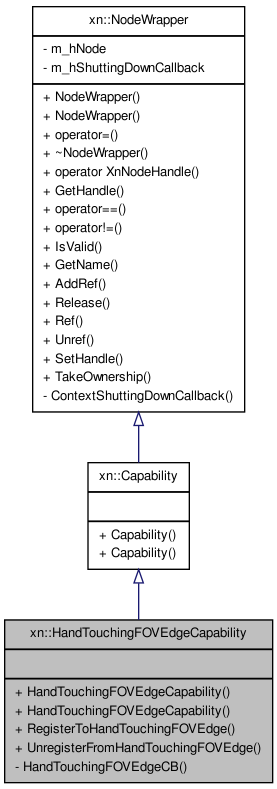 xn::NodeWrapper
- m_hNode
- m_hShuttingDownCallback
+ NodeWrapper()
+ NodeWrapper()
+ operator=()
+ ~NodeWrapper()
+ operator XnNodeHandle()
+ GetHandle()
+ operator==()
+ operator!=()
+ IsValid()
+ GetName()
+ AddRef()
+ Release()
+ Ref()
+ Unref()
+ SetHandle()
+ TakeOwnership()
- ContextShuttingDownCallback()
xn::Capability
+ Capability()
+ Capability()
xn::HandTouchingFOVEdgeCapability
+ HandTouchingFOVEdgeCapability()
+ HandTouchingFOVEdgeCapability()
+ RegisterToHandTouchingFOVEdge()
+ UnregisterFromHandTouchingFOVEdge()
- HandTouchingFOVEdgeCB()